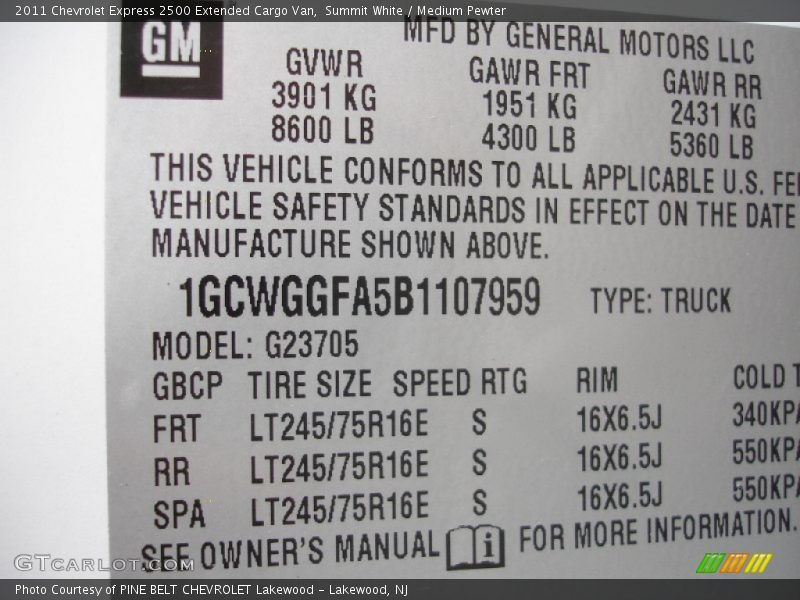 2011 Chevrolet Express 2500 Extended Cargo Van,  Summit White / Medium Pewter
GM
MFD BY GENERAL MOTORS LLC
GVWR GAWR FRT GAWR RR
3901 KG 1951 KG 2431 KG
8600 LB 4300 LB 5360 LB
THIS VEHICLE CONFORMS TO ALL APPLICABLE U.S. FE
VEHICLE SAFETY STANDARDS IN EFFECT ON THE DATE
MANUFACTURE SHOWN ABOVE.
1GCWGGFA5B1107959 TYPE: TRUCK
MODEL: G23705
GBCP TIRE SIZE SPEED RTG RIM COLD T
FRT LT245/75R16E S 16X6.5J 340KPA
RR LT245/75R16E S 16X6.5J 550KPA
SPA LT245/75R16E S 16X6.5J 550KPA
SEE OWNER'S MANUAL i FOR MORE INFORMATION.
GTCarlot.com
Photo Courtesy of PINE BELT CHEVROLET Lakewood - Lakewood, NJ